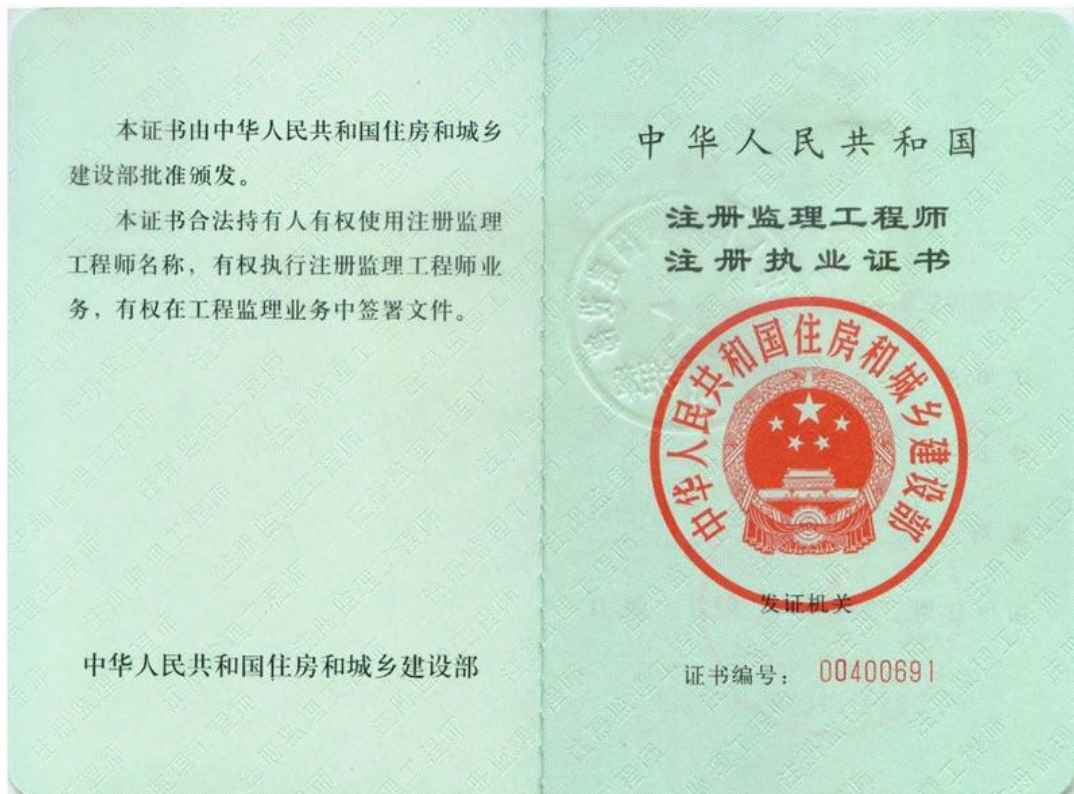 本证书由中华人民共和国住房和城乡
建设部批准颁发。
本证书合法持有人有权使用注册监理
工程师名称，有权执行注册监理工程师业
务，有权在工程监理业务中签署文件。
中华人民共和国住房和城乡建设部
中华人民共和国
注册监理工程师
注册执业证书
中华人民共和国住房和城乡建设部
发证机关
证书编号：00400691